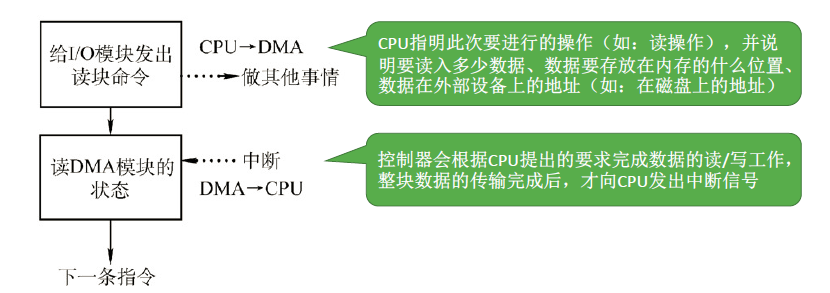 给I/O模块发出
读块命令
CPU→DMA
做其他事情
CPU指明此次要进行的操作（如：读操作），并说
明要读入多少数据、数据要存放在内存的什么位置、
数据在外部设备上的地址（如：在磁盘上的地址）
读DMA模块的
状态
中断
DMA→CPU
控制器会根据CPU提出的要求完成数据的读/写工作，
整块数据的传输完成后，才向CPU发出中断信号
下一条指令